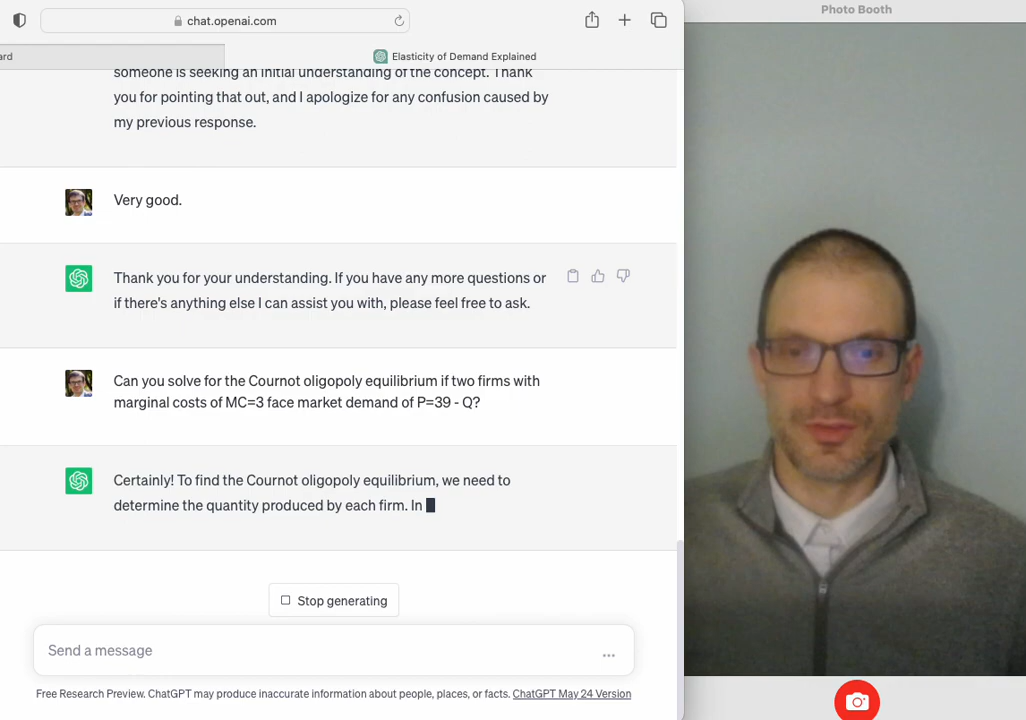 Photo Booth
chat.openai.com
ard
Elasticity of Demand Explained
someone is seeking an initial understanding of the concept. Thank
you for pointing that out, and I apologize for any confusion caused by
my previous response.
Very good.
Thank you for your understanding. If you have any more questions or
if there's anything else I can assist you with, please feel free to ask.
Can you solve for the Cournot oligopoly equilibrium if two firms with
marginal costs of MC=3 face market demand of P=39 - Q?
Certainly! To find the Cournot oligopoly equilibrium, we need to
determine the quantity produced by each firm. In
Stop generating
Send a message
Free Research Preview. ChatGPT may produce inaccurate information about people, places, or facts. ChatGPT May 24 Version